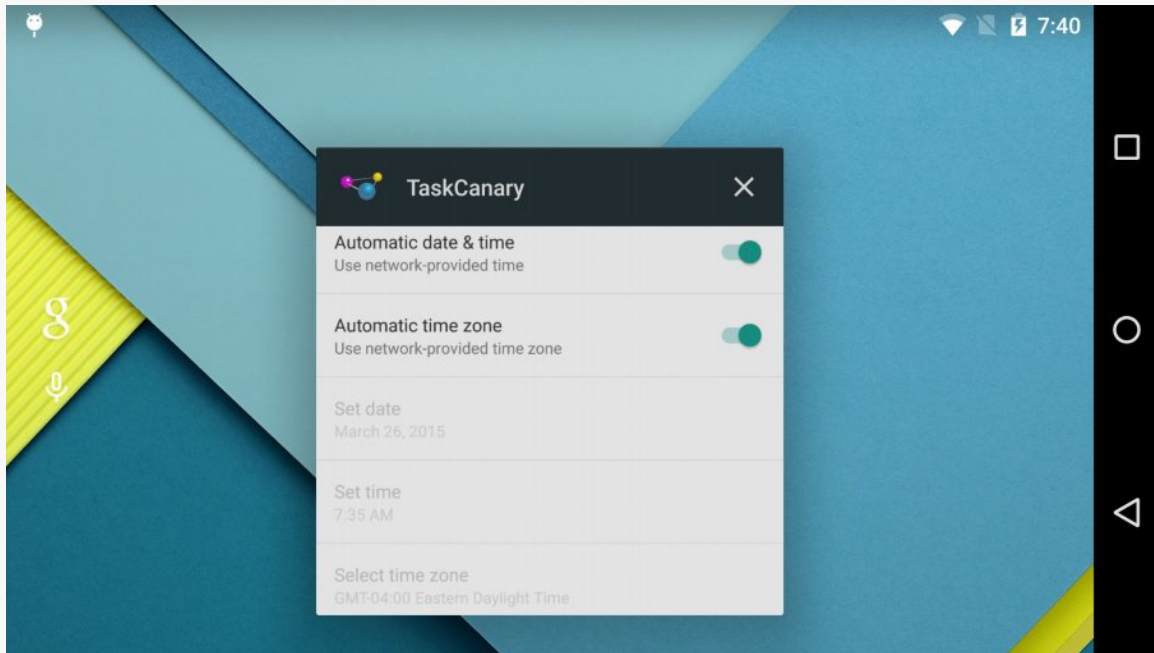 7:40
TaskCanary
Automatic date & time
Use network-provided time
Automatic time zone
Use network-provided time zone
g
Set date
March 26, 2015
Set time
7:35 AM
Select time zone
GMT-04:00 Eastern Daylight Time